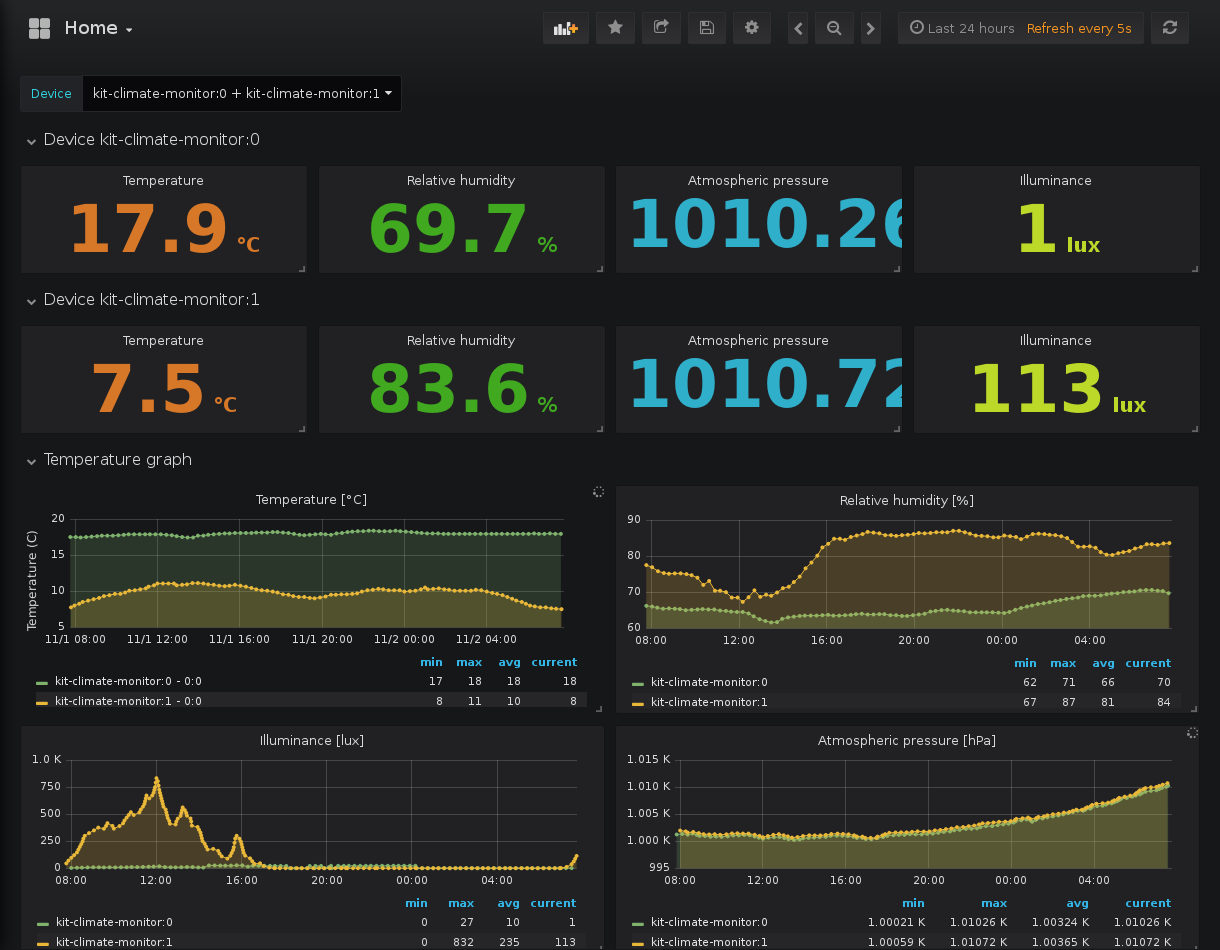 Home
Last 24 hours Refresh every 5s
Device kit-climate-monitor:0 + kit-climate-monitor:1
Device kit-climate-monitor:0
Temperature Relative humidity Atmospheric pressure Illuminance
17.9 °C 69.7 % 1010.26 1 lux
Device kit-climate-monitor:1
Temperature Relative humidity Atmospheric pressure Illuminance
7.5 °C 83.6 % 1010.72 113 lux
Temperature graph
Temperature [°C]
Temperature (C)
20
15
10
5
11/1 08:00 11/1 12:00 11/1 16:00 11/1 20:00 11/2 00:00 11/2 04:00
min max avg current
kit-climate-monitor:0 - 0:0 17 18 18 18
kit-climate-monitor:1 - 0:0 8 11 10 8
Relative humidity [%]
90
80
70
60
08:00 12:00 16:00 20:00 00:00 04:00
min max avg current
kit-climate-monitor:0 62 71 66 70
kit-climate-monitor:1 67 87 81 84
Illuminance [lux]
1.0 K
750
500
250
0
08:00 12:00 16:00 20:00 00:00 04:00
min max avg current
kit-climate-monitor:0 0 27 10 1
kit-climate-monitor:1 0 832 235 113
Atmospheric pressure [hPa]
1.015 K
1.010 K
1.005 K
1.000 K
995
08:00 12:00 16:00 20:00 00:00 04:00
min max avg current
kit-climate-monitor:0 1.00021 K 1.01026 K 1.00324 K 1.01026 K
kit-climate-monitor:1 1.00059 K 1.01072 K 1.00365 K 1.01072 K